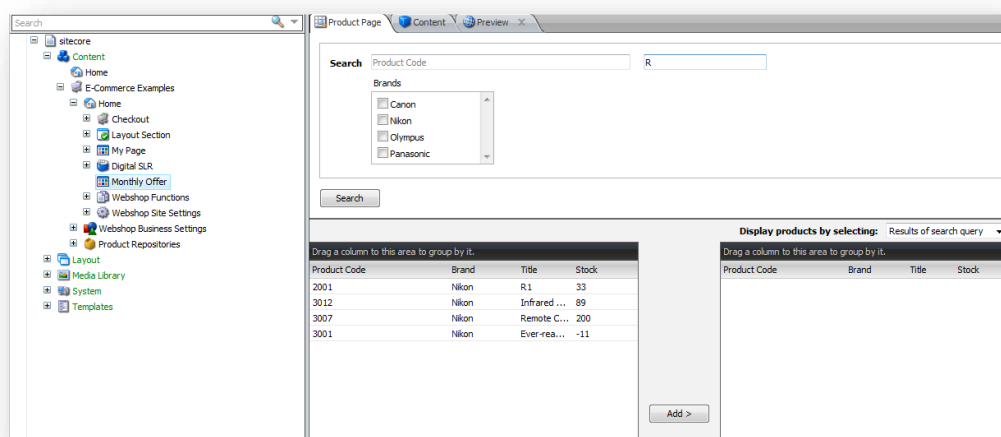 Search
sitecore
Content
Home
E-Commerce Examples
Home
Checkout
Layout Section
My Page
Digital SLR
Monthly Offer
Webshop Functions
Webshop Site Settings
Webshop Business Settings
Product Repositories
Layout
Media Library
System
Templates
Product Page Content Preview X
Search Product Code R
Brands
Canon
Nikon
Olympus
Panasonic
Search
Display products by selecting: Results of search query
Drag a column to this area to group by it.
Product Code Brand Title Stock
2001 Nikon R1 33
3012 Nikon Infrared ... 89
3007 Nikon Remote C... 200
3001 Nikon Ever-rea... -11
Add >
Drag a column to this area to group by it.
Product Code Brand Title Stock